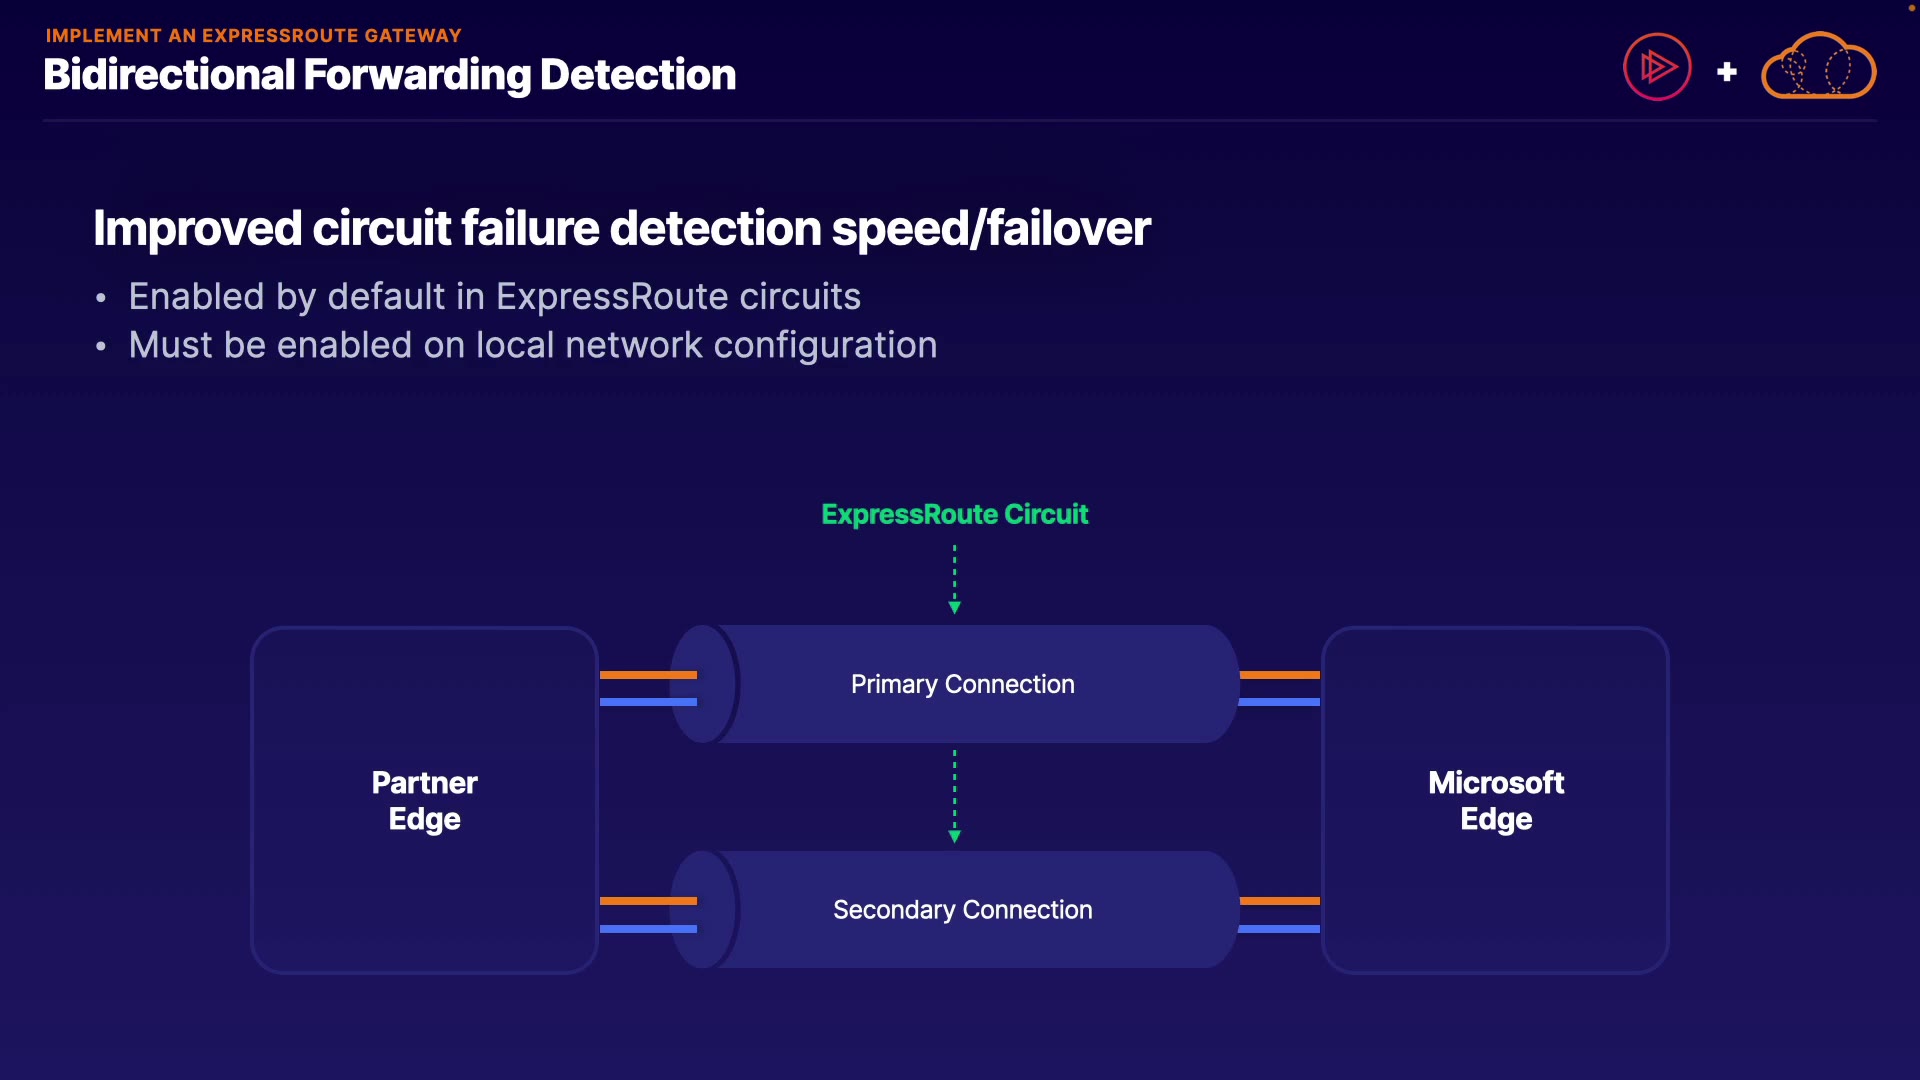 IMPLEMENT AN EXPRESSROUTE GATEWAY
Bidirectional Forwarding Detection
Improved circuit failure detection speed/failover
• Enabled by default in ExpressRoute circuits
• Must be enabled on local network configuration
ExpressRoute Circuit
Primary Connection
Partner
Edge
Microsoft
Edge
Secondary Connection